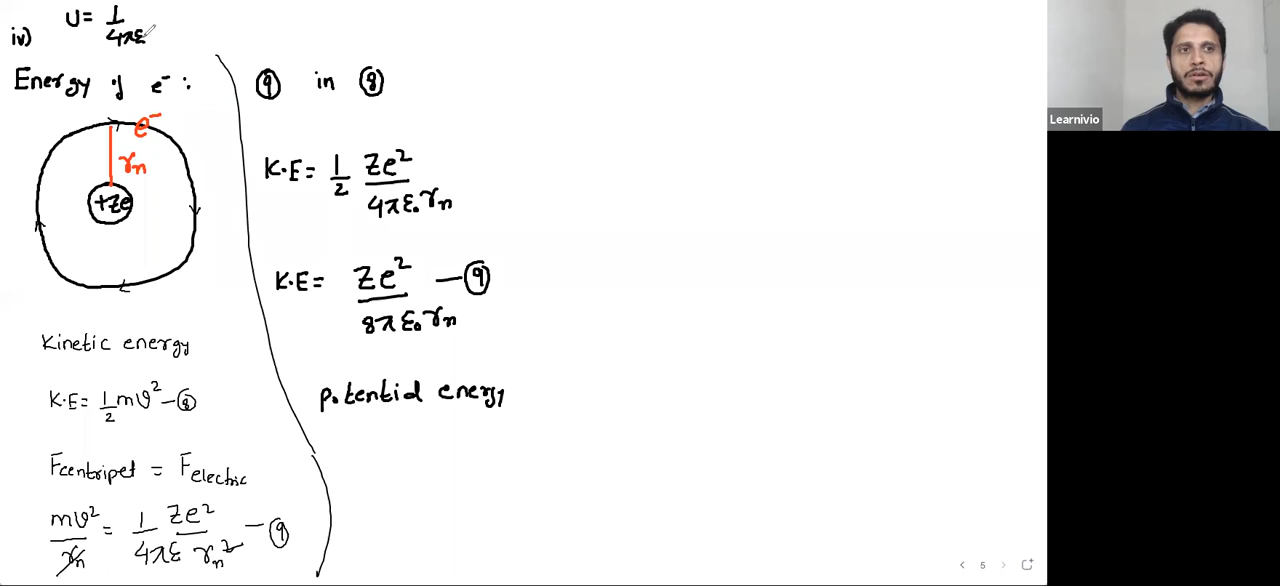 iv) U = 1/4πε
Energy of e⁻ :
e⁻
rₙ
+Ze
Kinetic energy
K.E = 1/2 mv² — ⑧
Fcentripet = Felectric
mv²/rₙ = 1/4πε Ze²/rₙ² — ⑨
⑨ in ⑧
K.E = 1/2 Ze²/4πε₀rₙ
K.E = Ze²/8πε₀rₙ — ⑨
potential energy
Learnivio
5